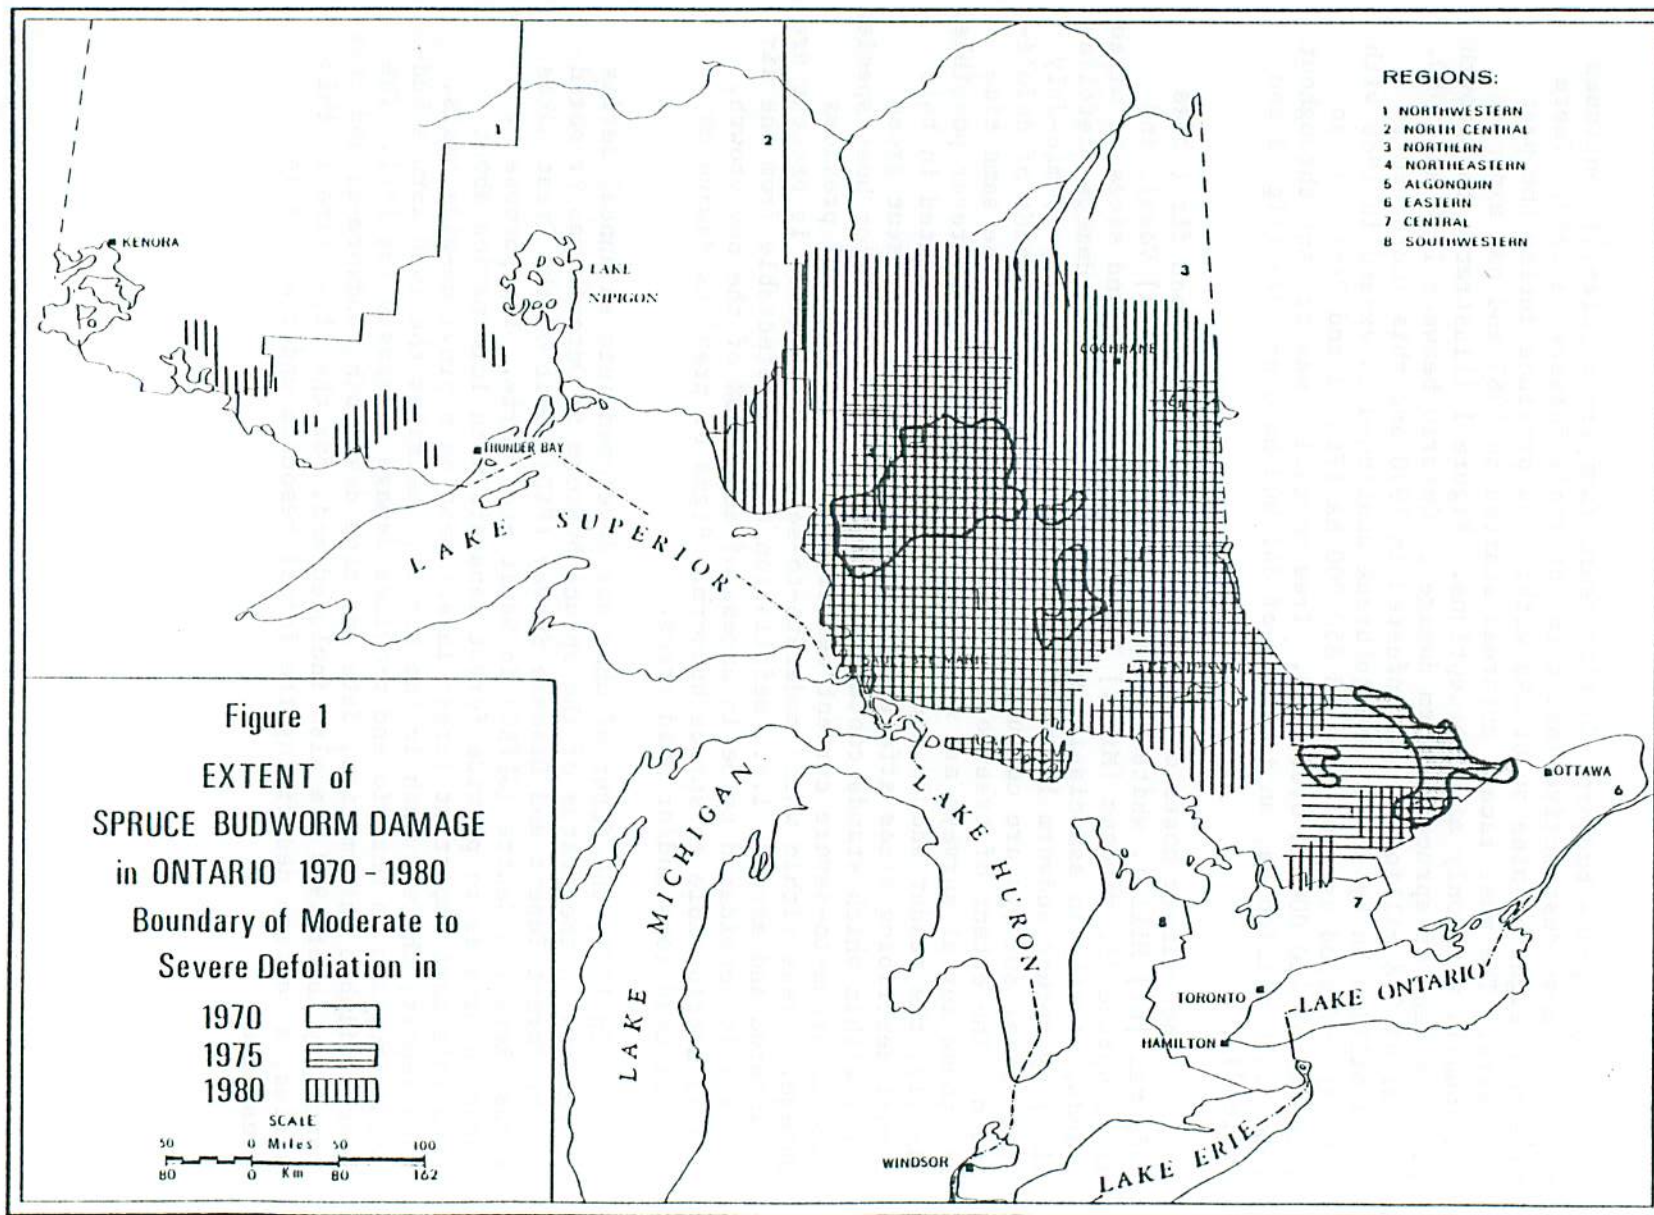 REGIONS:
1 NORTHWESTERN
2 NORTH CENTRAL
3 NORTHERN
4 NORTHEASTERN
5 ALGONQUIN
6 EASTERN
7 CENTRAL
8 SOUTHWESTERN
1
2
3
KENORA
LAKE
NIPIGON
COCHRANE
THUNDER BAY
4
LAKE SUPERIOR
SAULT STE MARIE
OTTAWA
6
LAKE MICHIGAN
LAKE HURON
8
7
TORONTO
LAKE ONTARIO
HAMILTON
WINDSOR
LAKE ERIE
Figure 1
EXTENT of
SPRUCE BUDWORM DAMAGE
in ONTARIO 1970 - 1980
Boundary of Moderate to
Severe Defoliation in
1970
1975
1980
SCALE
50 0 Miles 50 100
80 0 Km 80 162